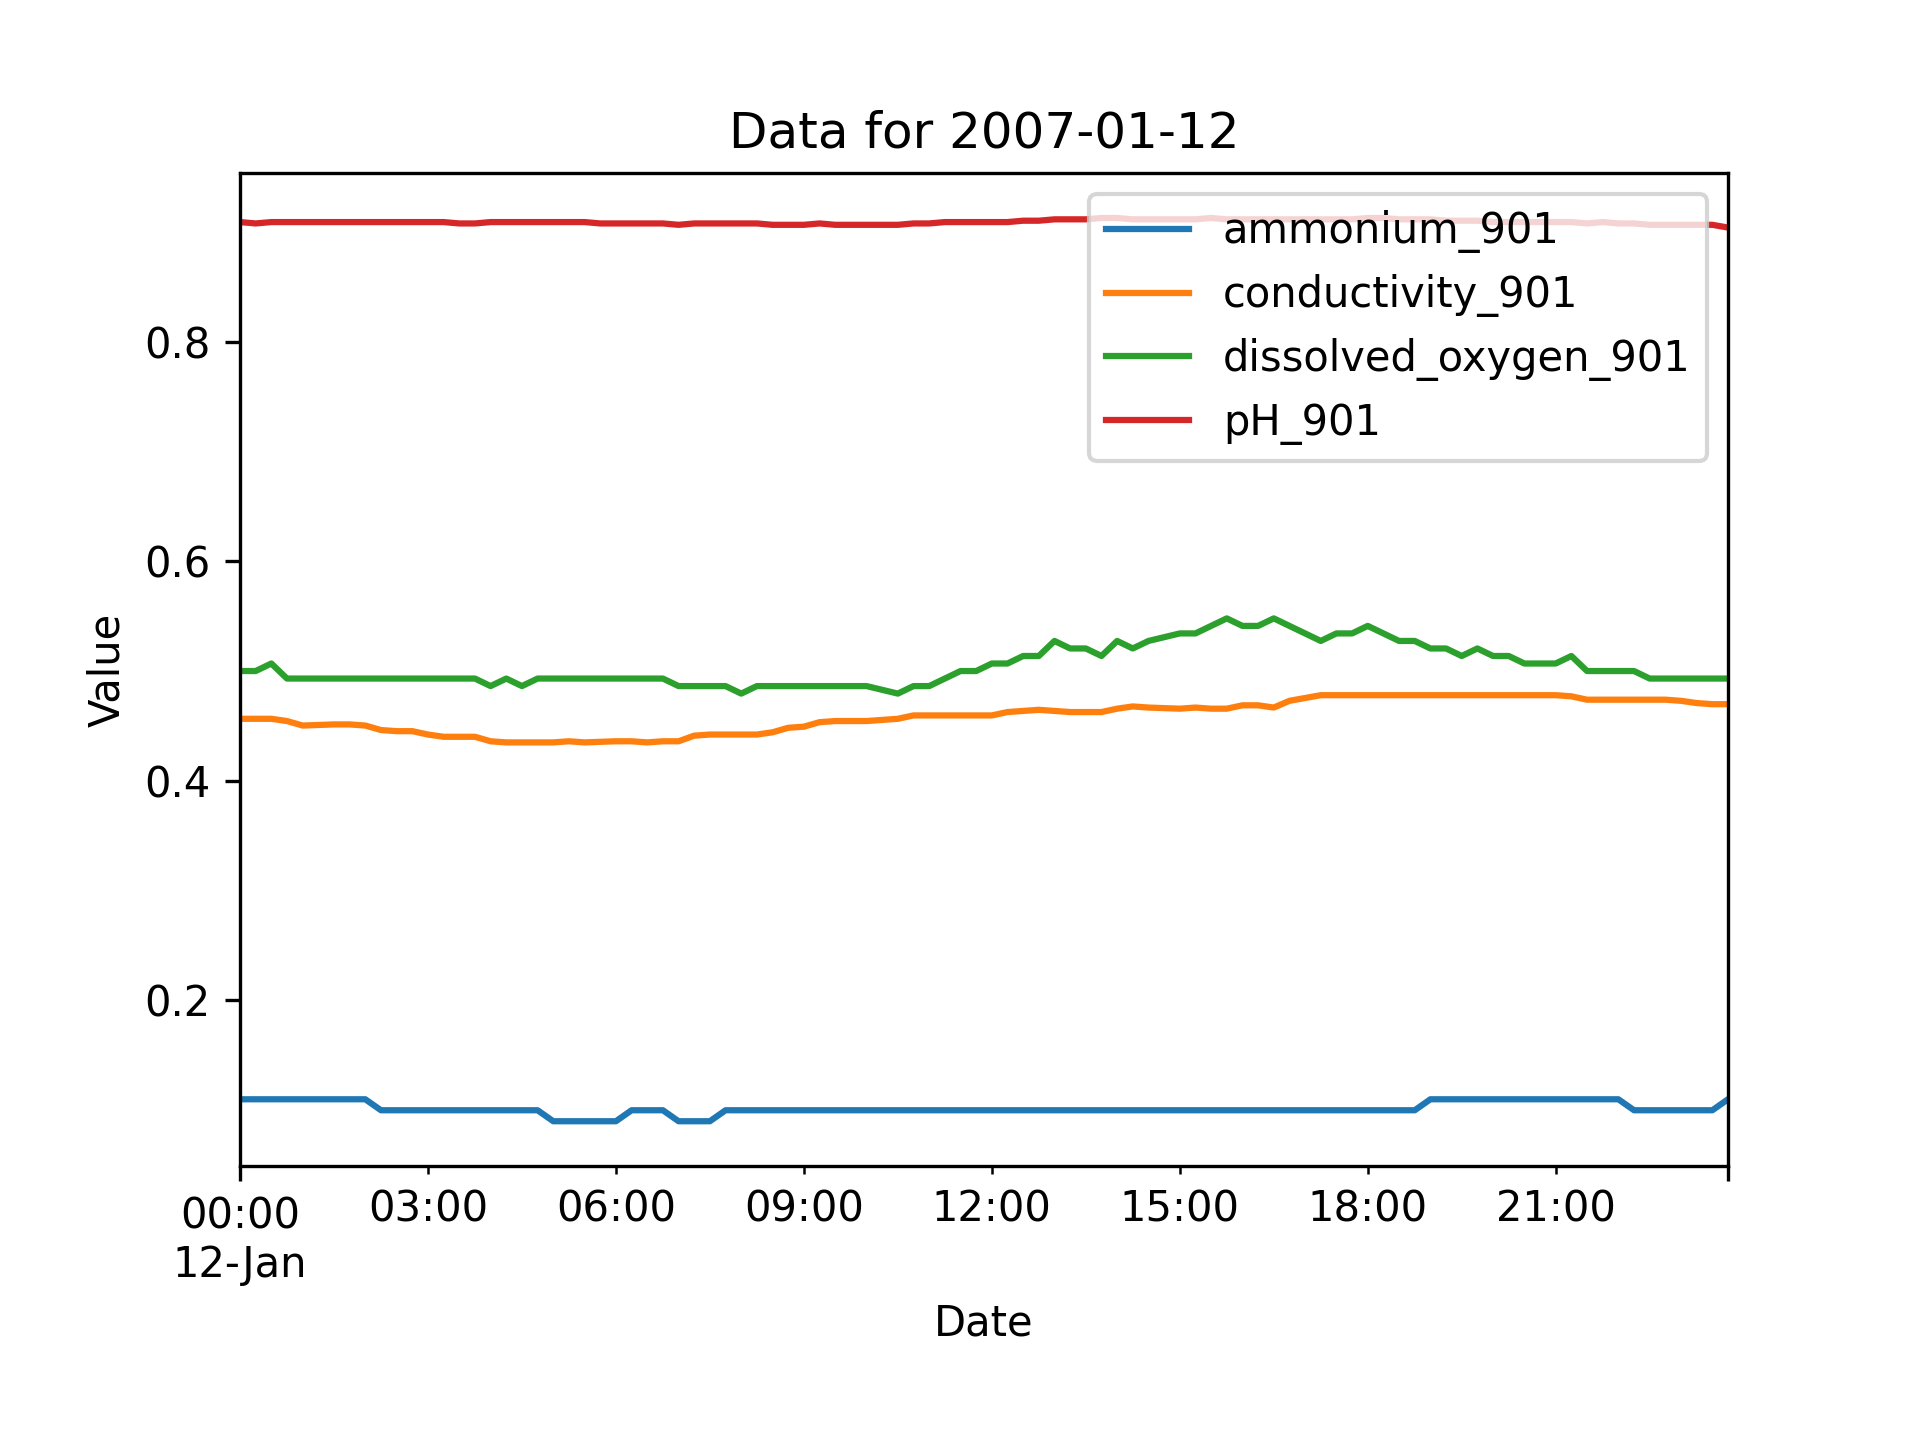 Data for 2007-01-12
ammonium_901
conductivity_901
dissolved_oxygen_901
pH_901
0.8
0.6
0.4
0.2
Value
00:00 03:00 06:00 09:00 12:00 15:00 18:00 21:00
12-Jan
Date